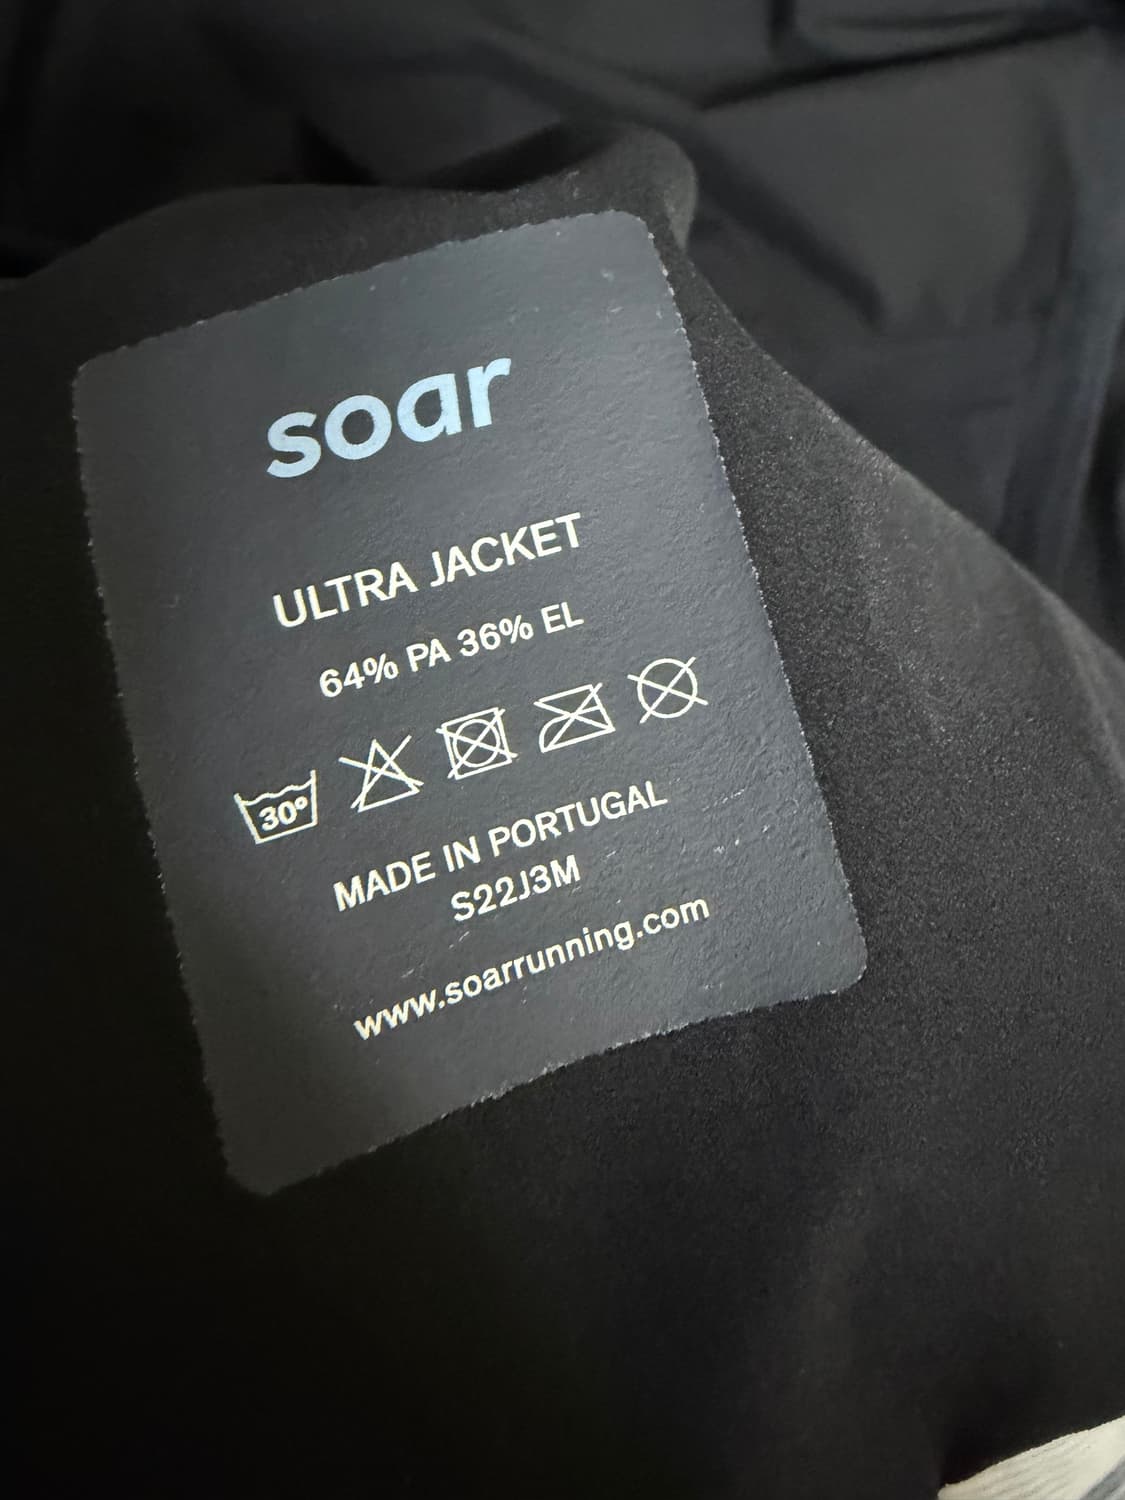 soar
ULTRA JACKET
64% PA 36% EL
30°
MADE IN PORTUGAL
S22J3M
www.soarrunning.com